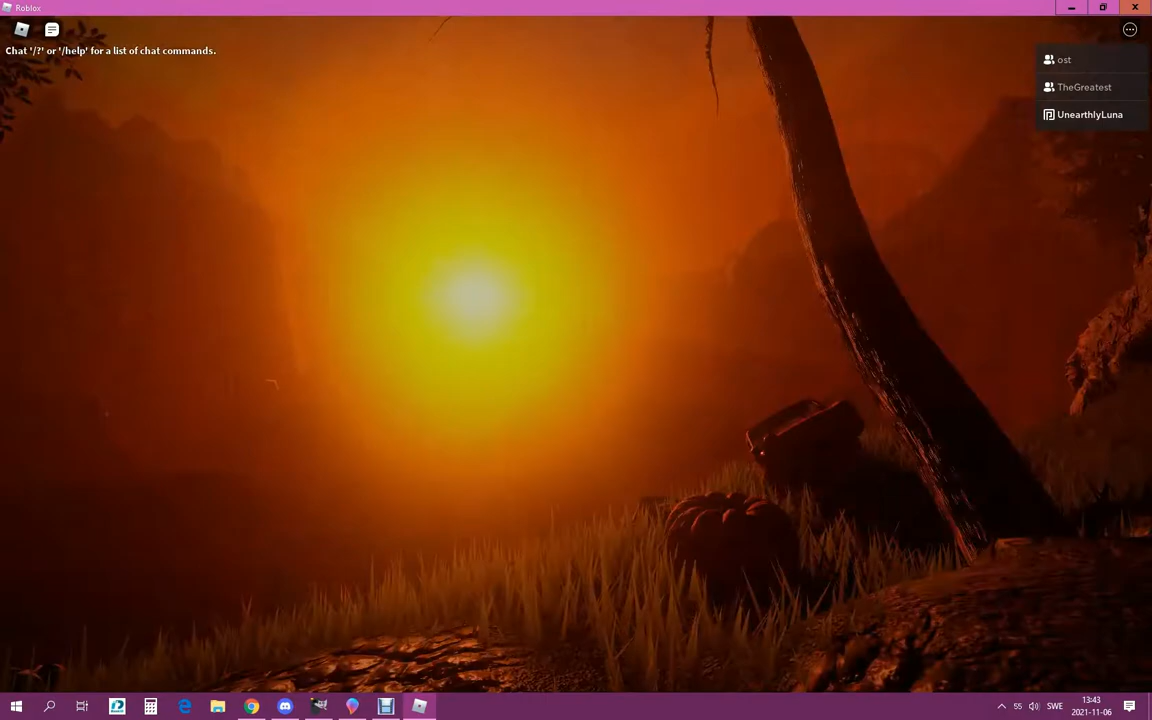 Roblox
Chat '/?' or '/help' for a list of chat commands.
ost
TheGreatest
UnearthlyLuna
55
SWE
13:43
2021-11-06